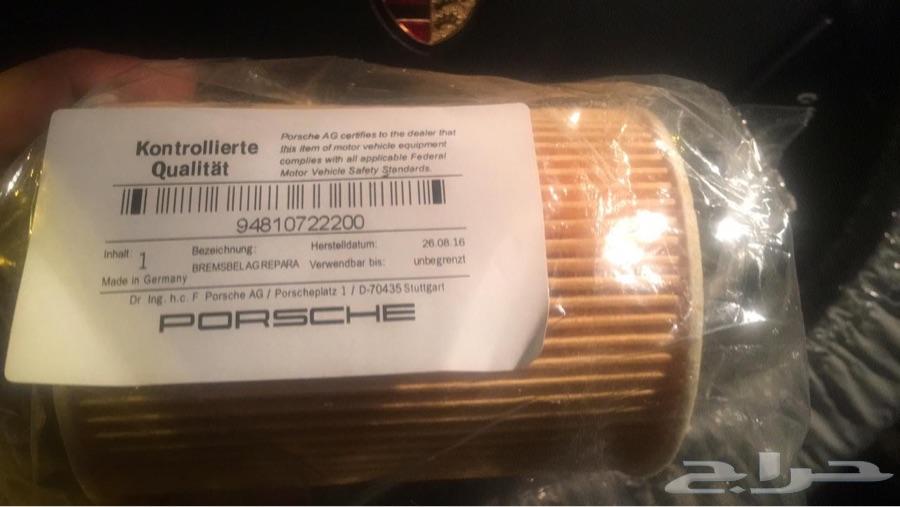 Kontrollierte
Qualität
Porsche AG certifies to the dealer that
this item of motor vehicle equipment
complies with all applicable Federal
Motor Vehicle Safety Standards.
94810722200
Inhalt: 1
Bezeichnung:
BREMSBELAGREPARA
Herstelldatum: 26.08.16
Verwendbar bis: unbegrenzt
Made in Germany
Dr Ing. h.c. F Porsche AG / Porscheplatz 1 / D-70435 Stuttgart
PORSCHE
حراج